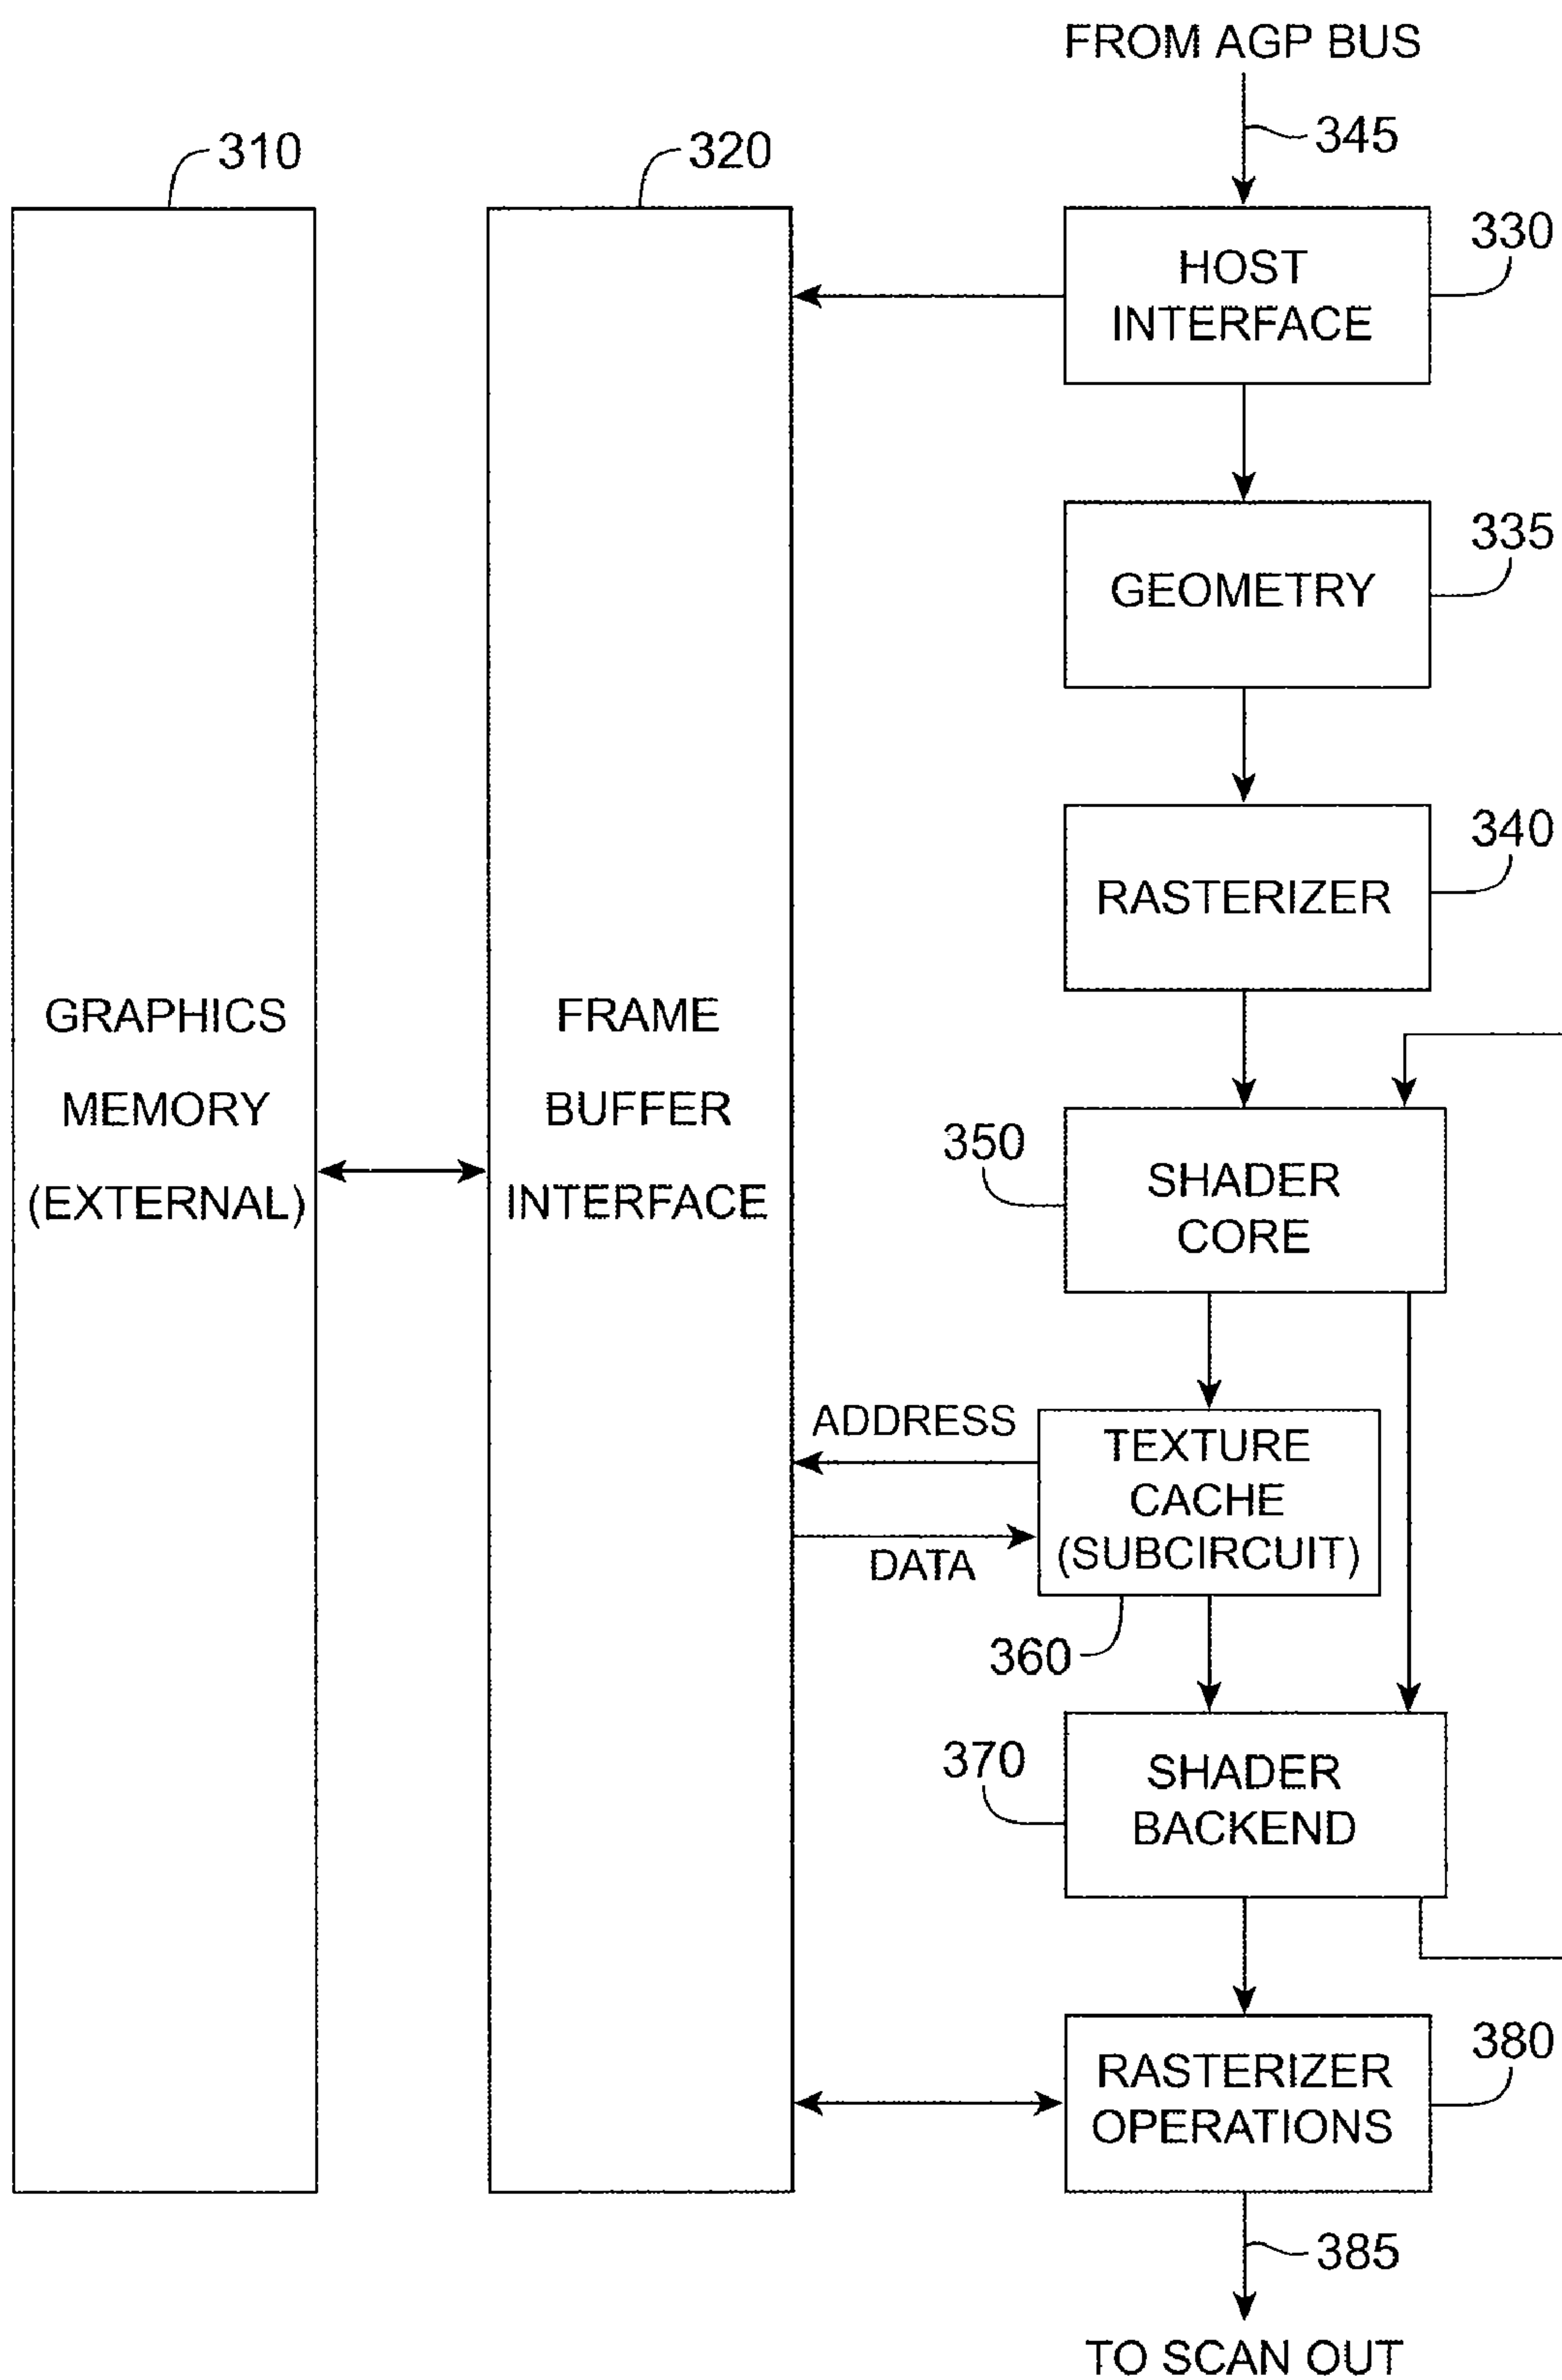 FROM AGP BUS
345
310
320
330
HOST
INTERFACE
335
GEOMETRY
340
RASTERIZER
GRAPHICS
MEMORY
(EXTERNAL)
FRAME
BUFFER
INTERFACE
350
SHADER
CORE
ADDRESS
DATA
TEXTURE
CACHE
(SUBCIRCUIT)
360
370
SHADER
BACKEND
380
RASTERIZER
OPERATIONS
385
TO SCAN OUT